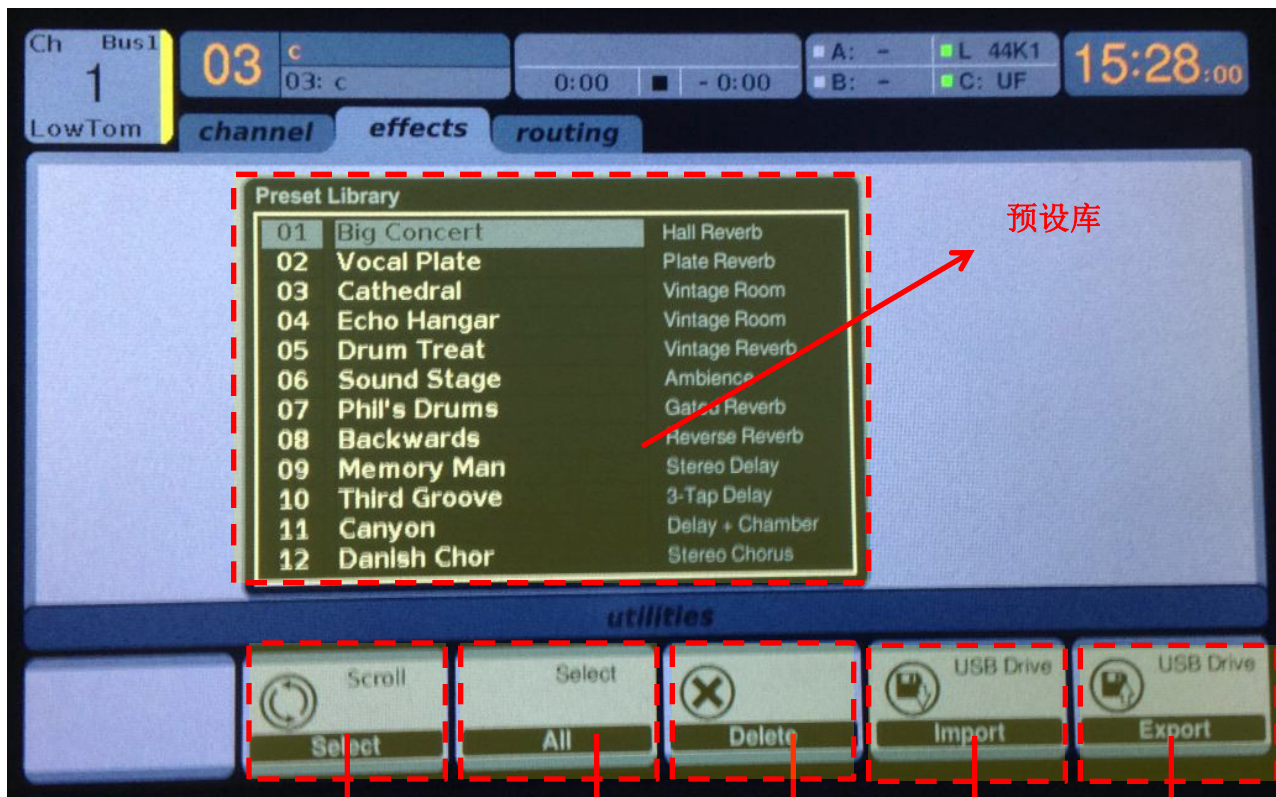 Ch Bus1
1
LowTom
03
c
03: c
0:00 - 0:00
A: - L 44K1
B: - C: UF
15:28:00
channel effects routing
Preset Library
01 Big Concert Hall Reverb
02 Vocal Plate Plate Reverb
03 Cathedral Vintage Room
04 Echo Hangar Vintage Room
05 Drum Treat Vintage Reverb
06 Sound Stage Ambience
07 Phil's Drums Gated Reverb
08 Backwards Reverse Reverb
09 Memory Man Stereo Delay
10 Third Groove 3-Tap Delay
11 Canyon Delay + Chamber
12 Danish Chor Stereo Chorus
预设库
utilities
Scroll
Select
Select
All
Delete
USB Drive
Import
USB Drive
Export